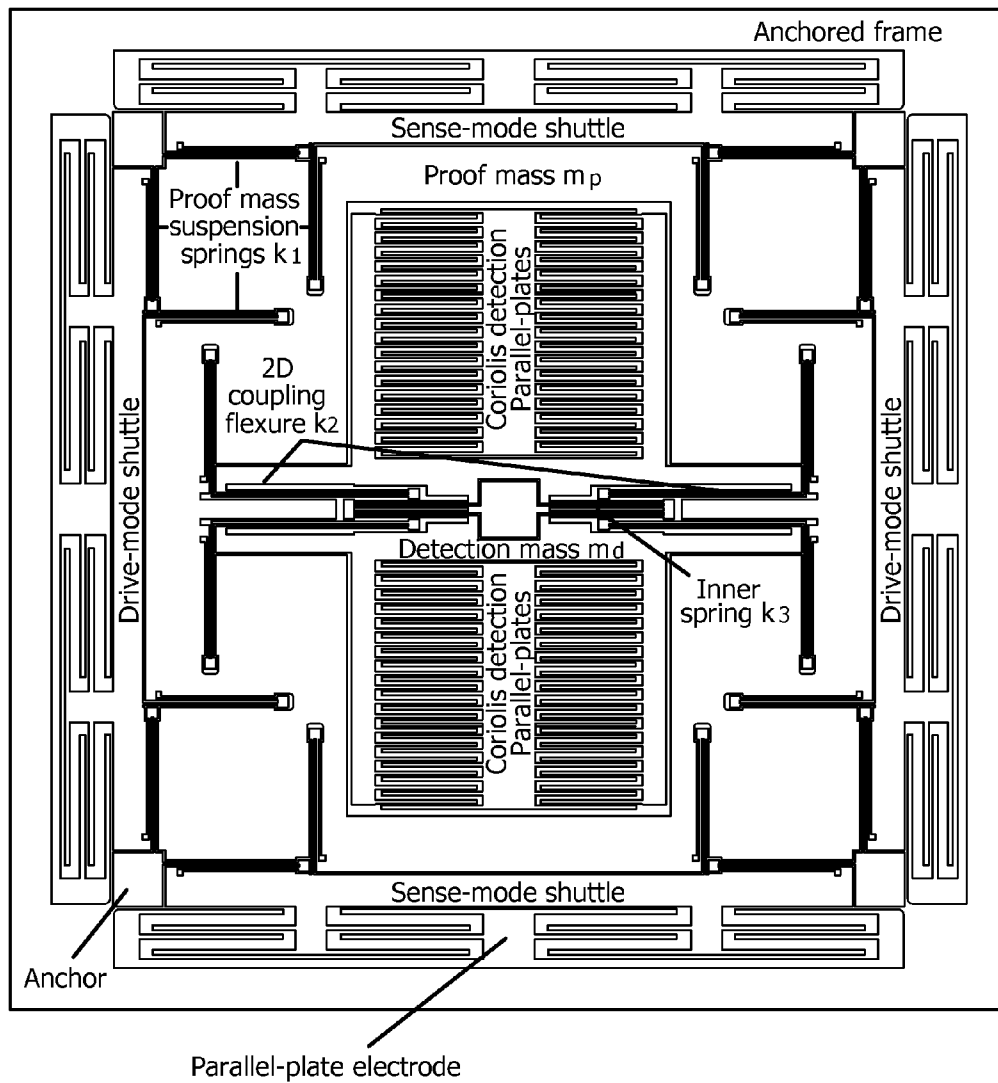 Anchored frame
Sense-mode shuttle
Proof mass mp
Proof mass
suspension
springs k1
Coriolis detection
Parallel-plates
2D
coupling
flexure k2
Drive-mode shuttle
Drive-mode shuttle
Detection mass md
Inner
spring k3
Coriolis detection
Parallel-plates
Sense-mode shuttle
Anchor
Parallel-plate electrode